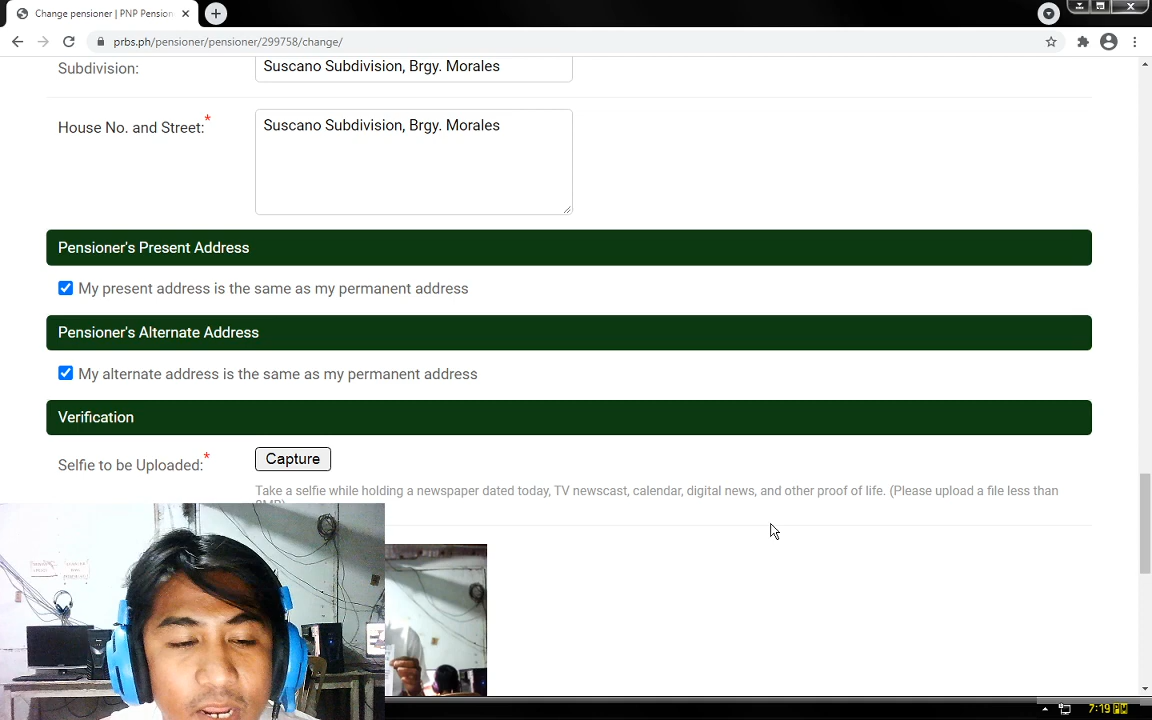 Change pensioner | PNP Pension
prbs.ph/pensioner/pensioner/299758/change/
Subdivision:
Suscano Subdivision, Brgy. Morales
House No. and Street:*
Suscano Subdivision, Brgy. Morales
Pensioner's Present Address
My present address is the same as my permanent address
Pensioner's Alternate Address
My alternate address is the same as my permanent address
Verification
Selfie to be Uploaded:*
Capture
Take a selfie while holding a newspaper dated today, TV newscast, calendar, digital news, and other proof of life. (Please upload a file less than
7:19 PM